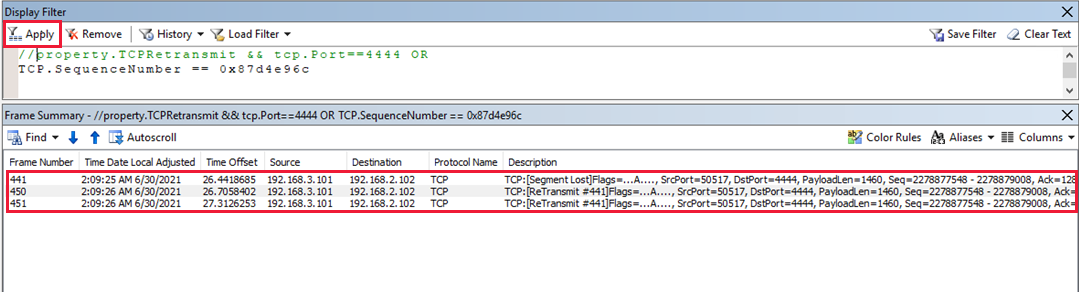 Display Filter
Apply Remove History Load Filter Save Filter Clear Text
//property.TCPRetransmit && tcp.Port==4444 OR
TCP.SequenceNumber == 0x87d4e96c
Frame Summary - //property.TCPRetransmit && tcp.Port==4444 OR TCP.SequenceNumber == 0x87d4e96c
Find Autoscroll Color Rules Aliases Columns
Frame Number Time Date Local Adjusted Time Offset Source Destination Protocol Name Description
441 2:09:25 AM 6/30/2021 26.4418685 192.168.3.101 192.168.2.102 TCP TCP:[Segment Lost]Flags=...A...., SrcPort=50517, DstPort=4444, PayloadLen=1460, Seq=2278877548 - 2278879008, Ack=128
450 2:09:26 AM 6/30/2021 26.7058402 192.168.3.101 192.168.2.102 TCP TCP:[ReTransmit #441]Flags=...A...., SrcPort=50517, DstPort=4444, PayloadLen=1460, Seq=2278877548 - 2278879008, Ack=
451 2:09:26 AM 6/30/2021 27.3126253 192.168.3.101 192.168.2.102 TCP TCP:[ReTransmit #441]Flags=...A...., SrcPort=50517, DstPort=4444, PayloadLen=1460, Seq=2278877548 - 2278879008, Ack=